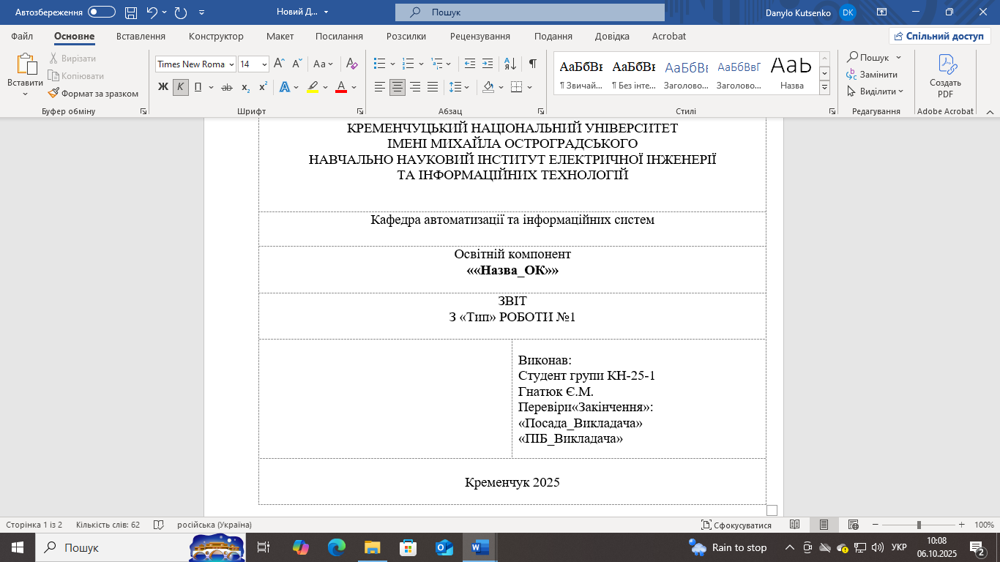 Автозбереження
Новий Д...
Пошук
Danylo Kutsenko
DK
Файл
Основне
Вставлення
Конструктор
Макет
Посилання
Розсилки
Рецензування
Подання
Довідка
Acrobat
Спільний доступ
Вставити
Вирізати
Копіювати
Формат за зразком
Буфер обміну
Times New Roma
14
Aa
Ж К П ab x₂ x² A A
Шрифт
Абзац
АаБбВв
¶ Звичай...
АаБбВв
¶ Без інте...
АаБбВв
Заголово...
АаБбВвГ
Заголово...
АаЬ
Назва
Стилі
Пошук
Замінити
Виділити
Редагування
Создать
PDF
Adobe Acrobat
КРЕМЕНЧУЦЬКИЙ НАЦІОНАЛЬНИЙ УНІВЕРСИТЕТ
ІМЕНІ МИХАЙЛА ОСТРОГРАДСЬКОГО
НАВЧАЛЬНО НАУКОВИЙ ІНСТИТУТ ЕЛЕКТРИЧНОЇ ІНЖЕНЕРІЇ
ТА ІНФОРМАЦІЙНИХ ТЕХНОЛОГІЙ
Кафедра автоматизації та інформаційних систем
Освітній компонент
««Назва_ОК»»
ЗВІТ
З «Тип» РОБОТИ №1
Виконав:
Студент групи КН-25-1
Гнатюк Є.М.
Перевіри«Закінчення»:
«Посада_Викладача»
«ПІБ_Викладача»
Кременчук 2025
Сторінка 1 із 2
Кількість слів: 62
російська (Україна)
Сфокусуватися
100%
Пошук
Rain to stop
УКР
10:08
06.10.2025
2